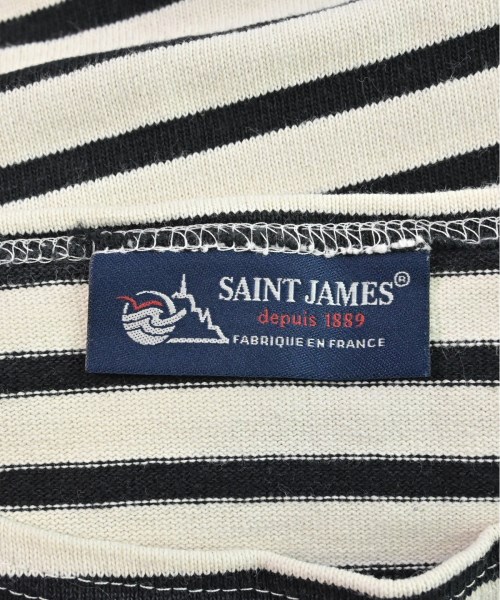 SAINT JAMES®
depuis 1889
FABRIQUE EN FRANCE